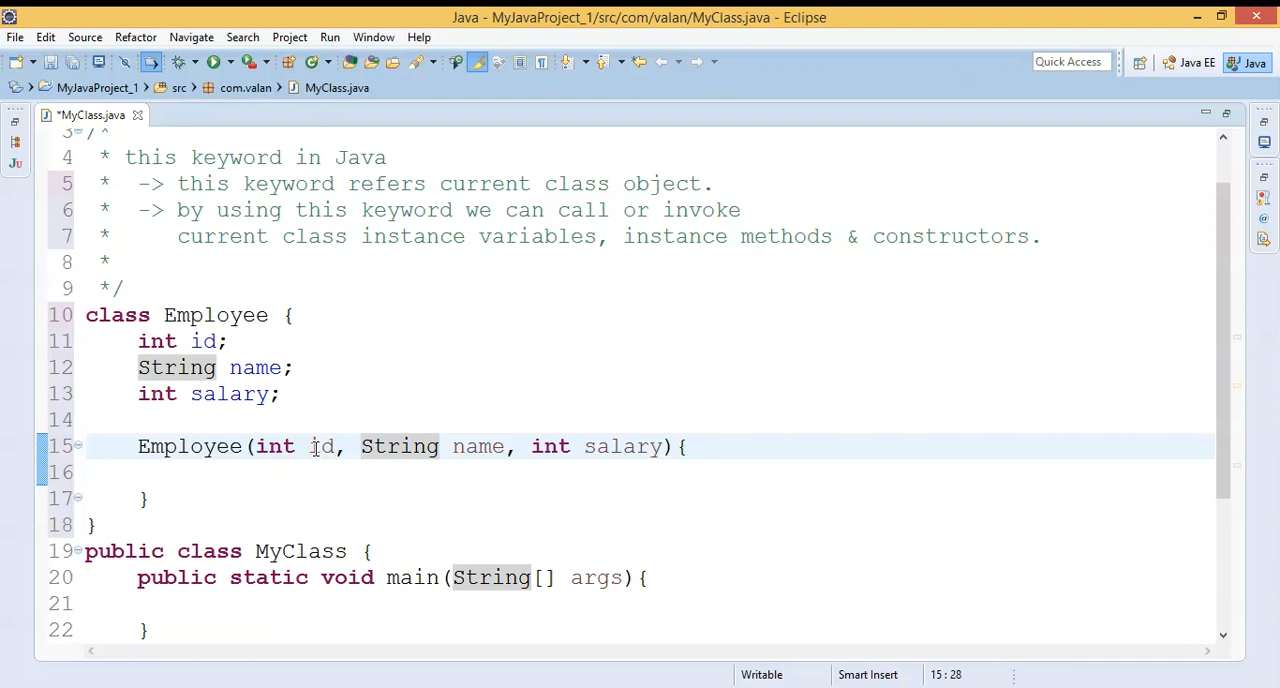 Java - MyJavaProject_1/src/com/valan/MyClass.java - Eclipse
File Edit Source Refactor Navigate Search Project Run Window Help
Quick Access Java EE Java
MyJavaProject_1 src com.valan MyClass.java
*MyClass.java
3 /*
4 * this keyword in Java
5 * -> this keyword refers current class object.
6 * -> by using this keyword we can call or invoke
7 * current class instance variables, instance methods & constructors.
8 *
9 */
10 class Employee {
11 int id;
12 String name;
13 int salary;
14
15 Employee(int id, String name, int salary){
16
17 }
18 }
19 public class MyClass {
20 public static void main(String[] args){
21
22 }
Writable Smart Insert 15 : 28